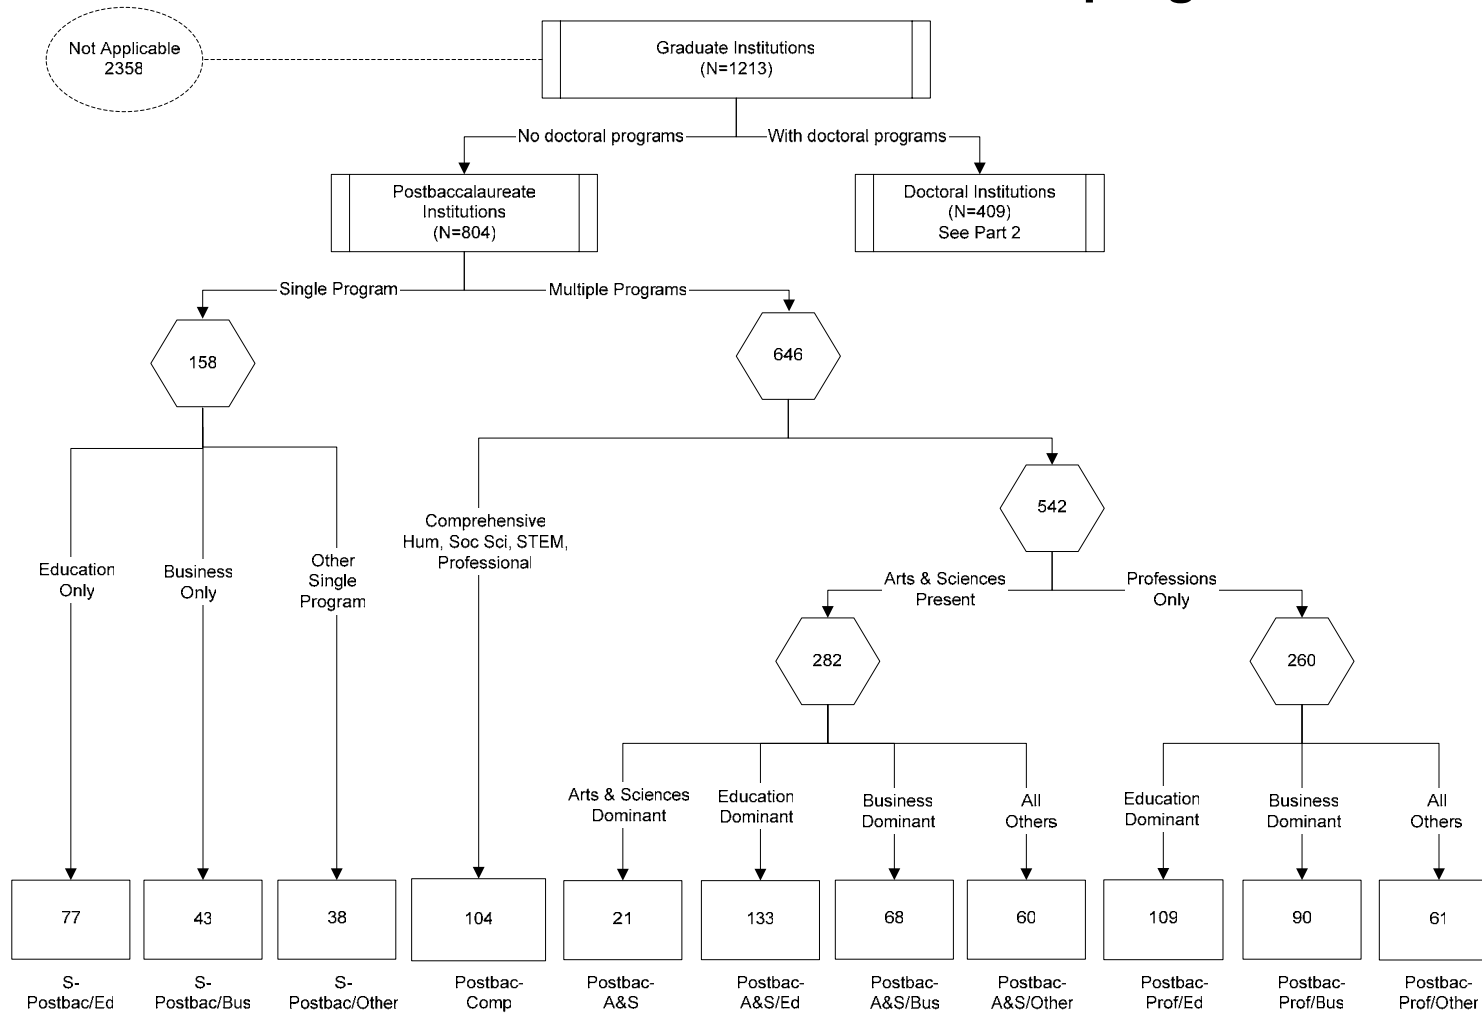 Not Applicable
2358
Graduate Institutions
(N=1213)
No doctoral programs
With doctoral programs
Postbaccalaureate
Institutions
(N=804)
Doctoral Institutions
(N=409)
See Part 2
Single Program
Multiple Programs
158
646
542
Comprehensive
Hum, Soc Sci, STEM,
Professional
Education
Only
Business
Only
Other
Single
Program
Arts & Sciences
Present
Professions
Only
282
260
Arts & Sciences
Dominant
Education
Dominant
Business
Dominant
All
Others
Education
Dominant
Business
Dominant
All
Others
77
43
38
104
21
133
68
60
109
90
61
S-
Postbac/Ed
S-
Postbac/Bus
S-
Postbac/Other
Postbac-
Comp
Postbac-
A&S
Postbac-
A&S/Ed
Postbac-
A&S/Bus
Postbac-
A&S/Other
Postbac-
Prof/Ed
Postbac-
Prof/Bus
Postbac-
Prof/Other